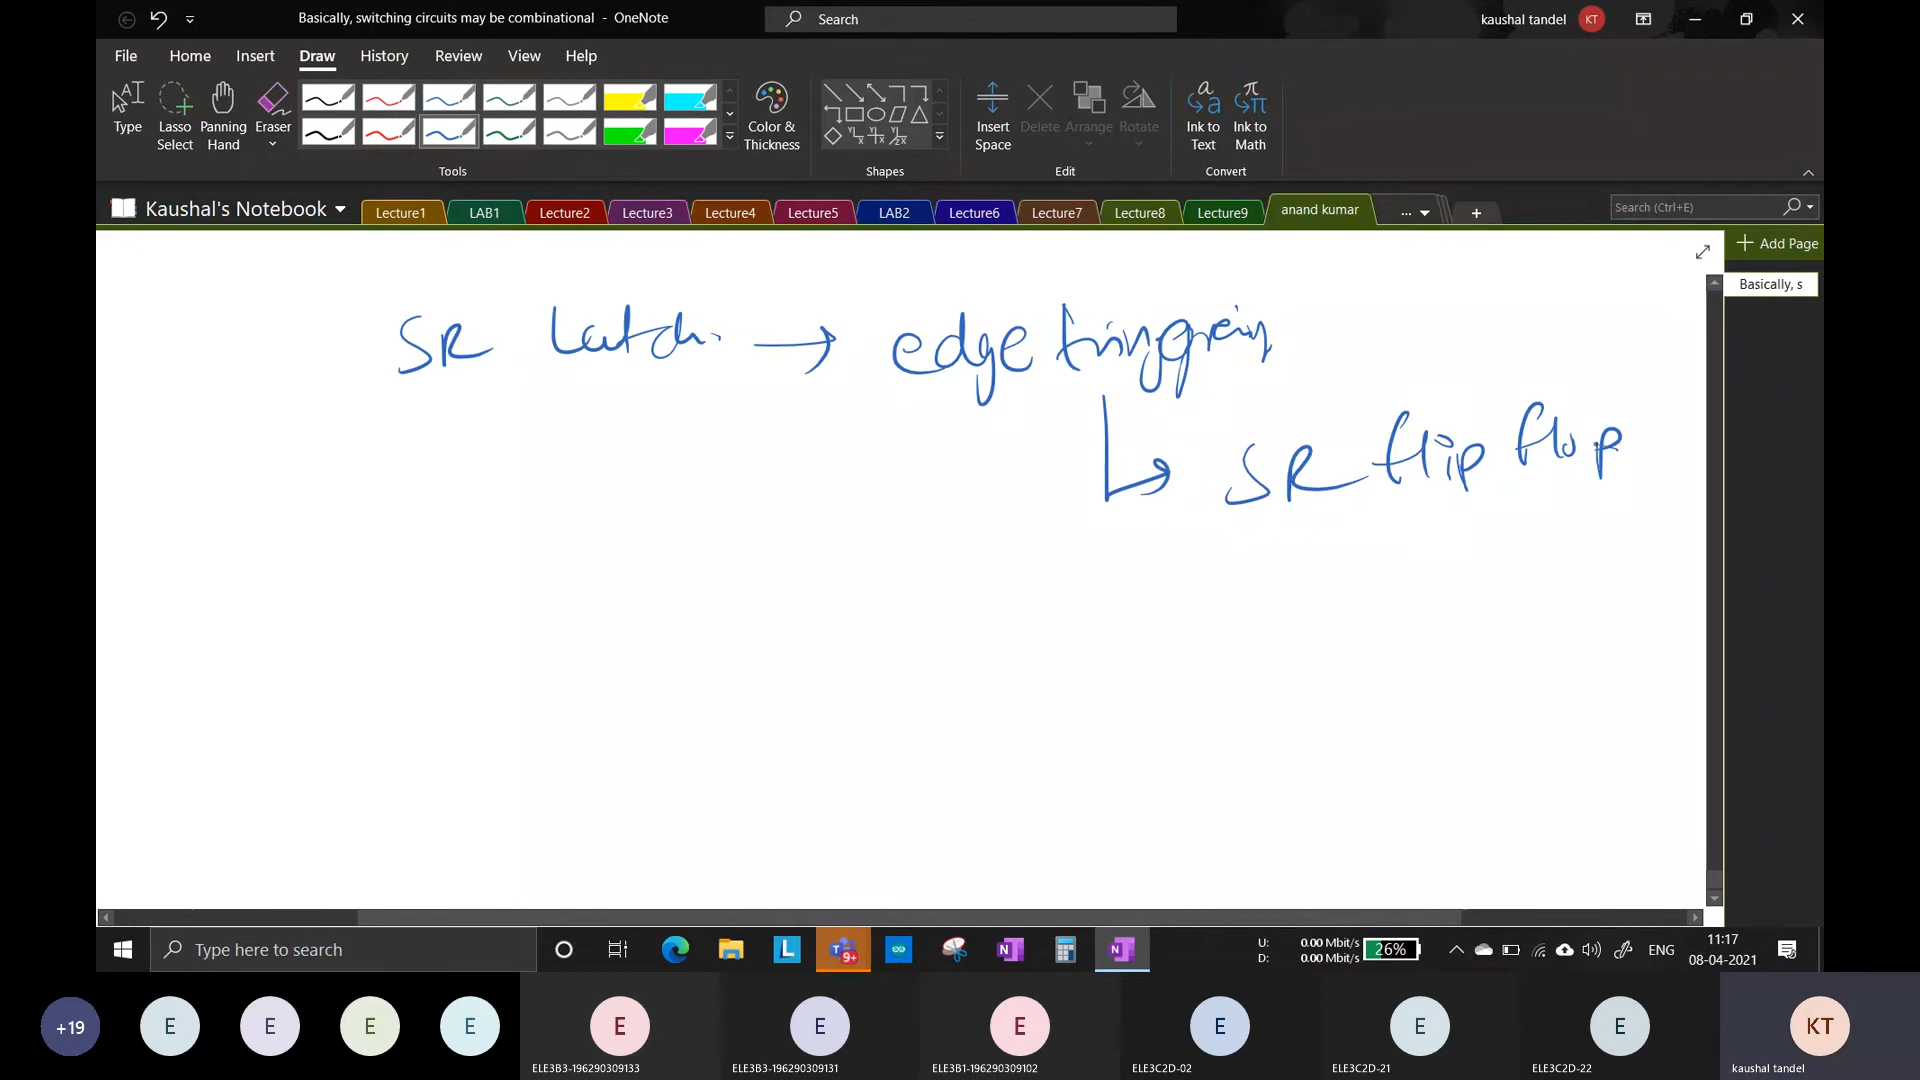 Basically, switching circuits may be combinational - OneNote
Search
kaushal tandel
KT
File Home Insert Draw History Review View Help
Type
Lasso Select
Panning Hand
Eraser
Color & Thickness
Insert Space
Delete
Arrange
Rotate
Ink to Text
Ink to Math
Tools
Shapes
Edit
Convert
Kaushal's Notebook
Lecture1 LAB1 Lecture2 Lecture3 Lecture4 Lecture5 LAB2 Lecture6 Lecture7 Lecture8 Lecture9 anand kumar ...
Search (Ctrl+E)
Add Page
Basically, s
SR Latch. → edge
SR flip flop
Type here to search
L
9+
U: 0.00 Mbit/s
D: 0.00 Mbit/s
26%
ENG
11:17
08-04-2021
+19 E E E E E E E E E E KT
ELE3B3-196290309133 ELE3B3-196290309131 ELE3B1-196290309102 ELE3C2D-02 ELE3C2D-21 ELE3C2D-22 kaushal tandel